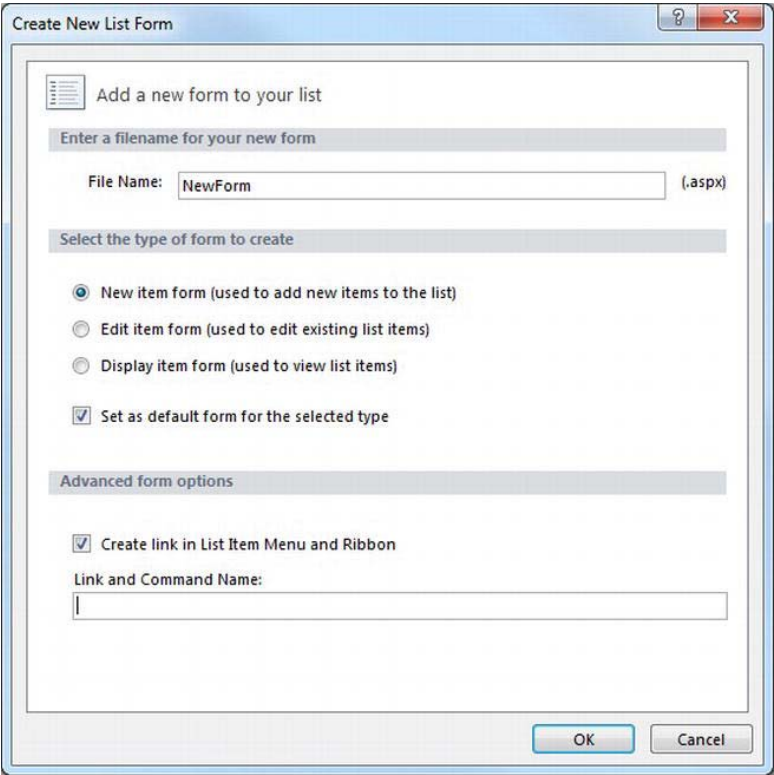 Create New List Form
Add a new form to your list
Enter a filename for your new form
File Name: NewForm (.aspx)
Select the type of form to create
New item form (used to add new items to the list)
Edit item form (used to edit existing list items)
Display item form (used to view list items)
Set as default form for the selected type
Advanced form options
Create link in List Item Menu and Ribbon
Link and Command Name:
OK Cancel